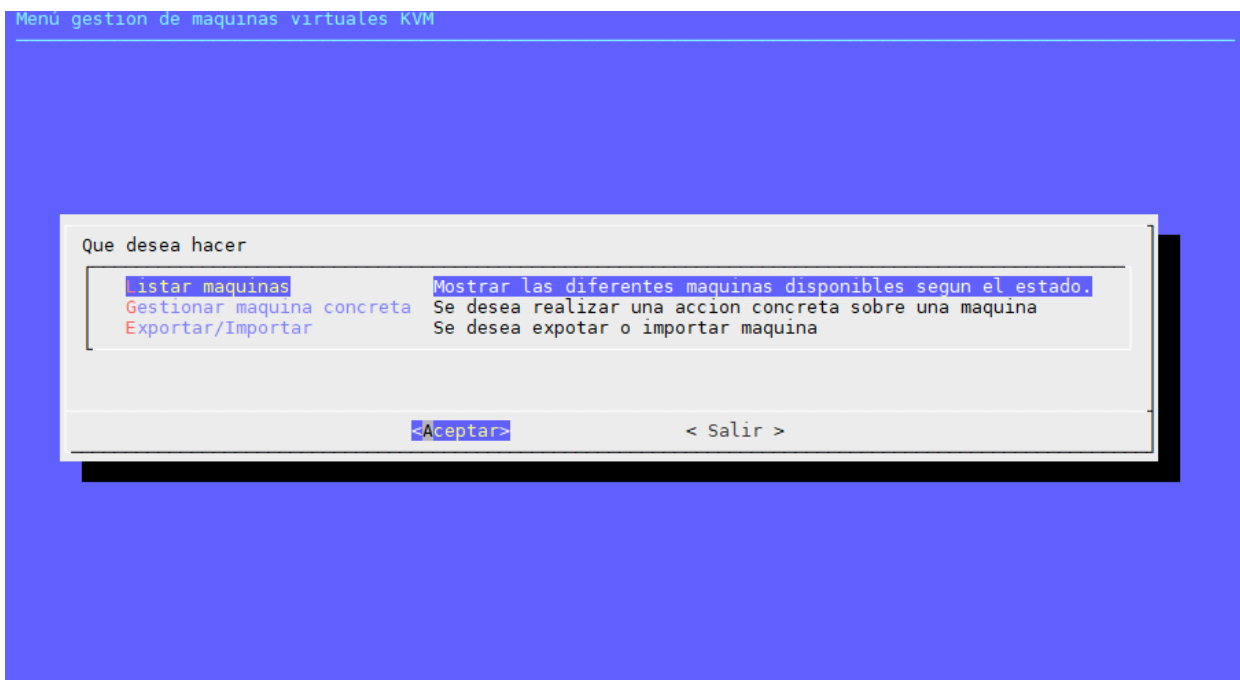 Menú gestion de maquinas virtuales KVM
Que desea hacer
Listar maquinas Mostrar las diferentes maquinas disponibles segun el estado.
Gestionar maquina concreta Se desea realizar una accion concreta sobre una maquina
Exportar/Importar Se desea expotar o importar maquina
<Aceptar> < Salir >